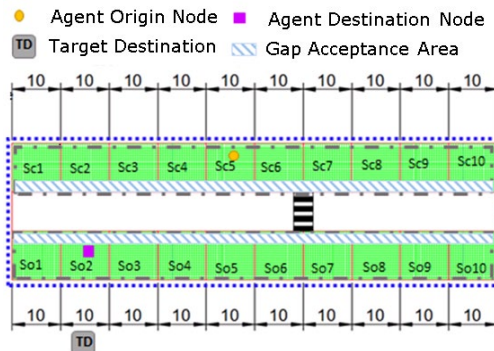 Agent Origin Node Agent Destination Node
TD Target Destination Gap Acceptance Area
10 10 10 10 10 10 10 10 10 10
Sc1 Sc2 Sc3 Sc4 Sc5 Sc6 Sc7 Sc8 Sc9 Sc10
So1 So2 So3 So4 So5 So6 So7 So8 So9 So10
10 10 10 10 10 10 10 10 10 10
TD